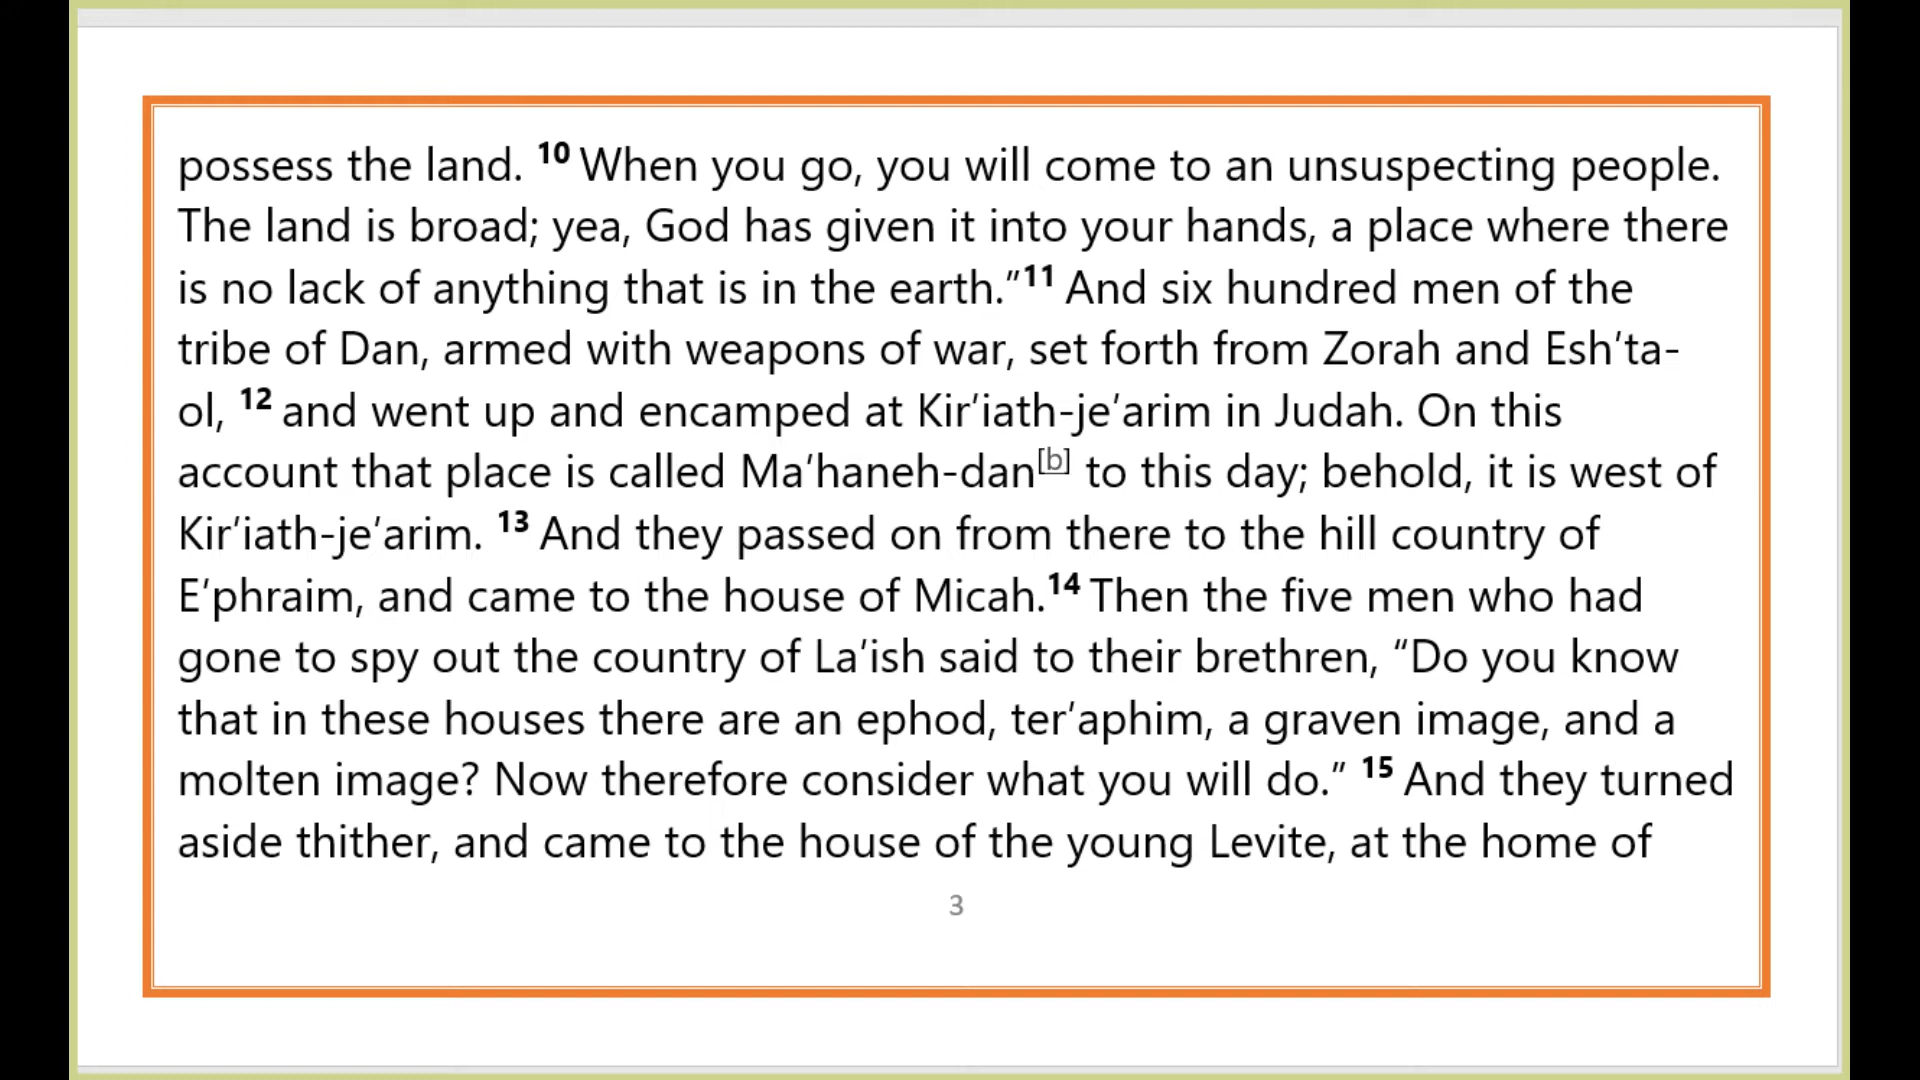 possess the land. 10 When you go, you will come to an unsuspecting people.
The land is broad; yea, God has given it into your hands, a place where there
is no lack of anything that is in the earth.”11 And six hundred men of the
tribe of Dan, armed with weapons of war, set forth from Zorah and Esh′ta-
ol, 12 and went up and encamped at Kir′iath-je′arim in Judah. On this
account that place is called Ma′haneh-dan[b] to this day; behold, it is west of
Kir′iath-je′arim. 13 And they passed on from there to the hill country of
E′phraim, and came to the house of Micah.14 Then the five men who had
gone to spy out the country of La′ish said to their brethren, “Do you know
that in these houses there are an ephod, ter′aphim, a graven image, and a
molten image? Now therefore consider what you will do.” 15 And they turned
aside thither, and came to the house of the young Levite, at the home of
3